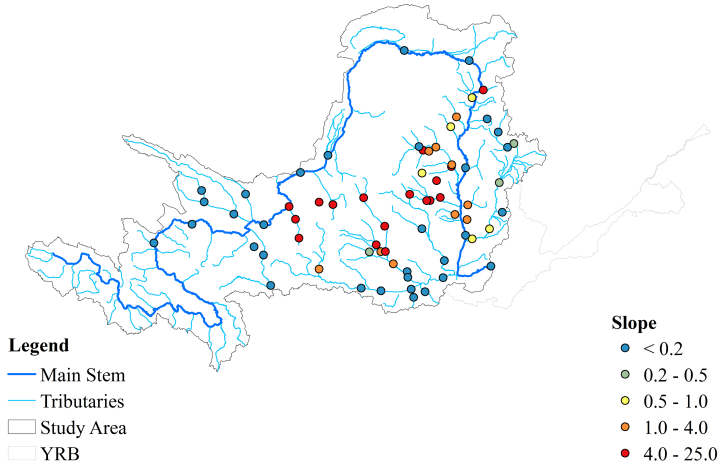 Legend
Main Stem
Tributaries
Study Area
YRB
Slope
< 0.2
0.2 - 0.5
0.5 - 1.0
1.0 - 4.0
4.0 - 25.0